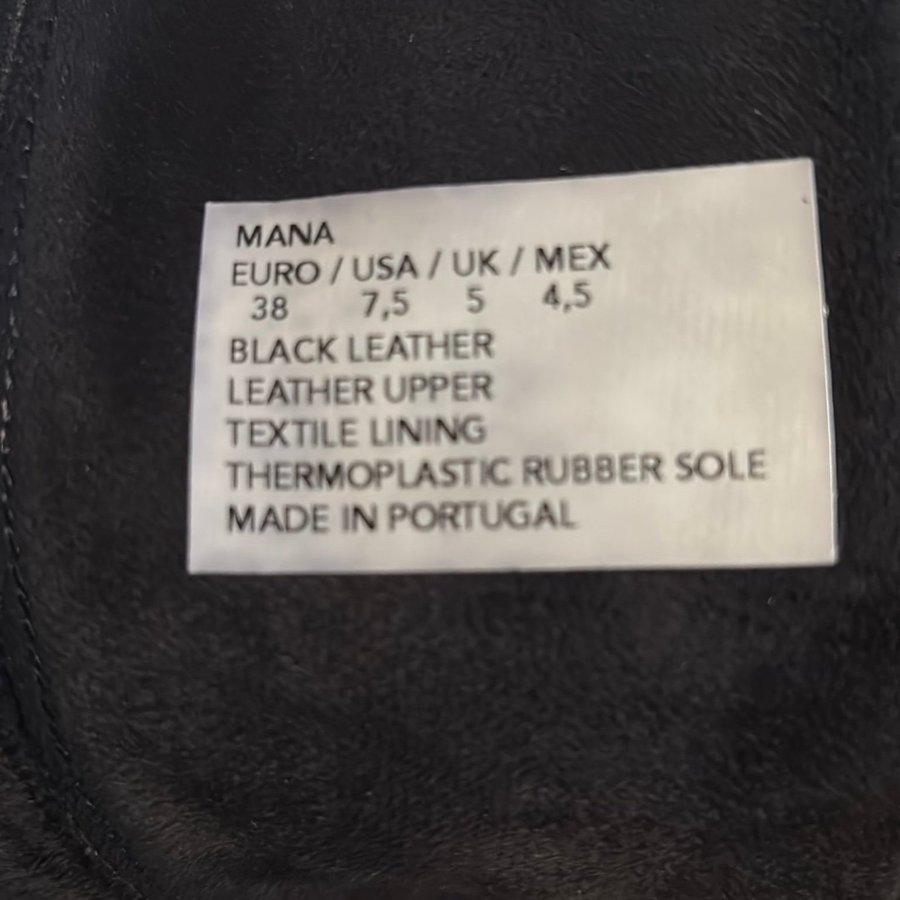 MANA
EURO / USA / UK / MEX
38 7,5 5 4,5
BLACK LEATHER
LEATHER UPPER
TEXTILE LINING
THERMOPLASTIC RUBBER SOLE
MADE IN PORTUGAL